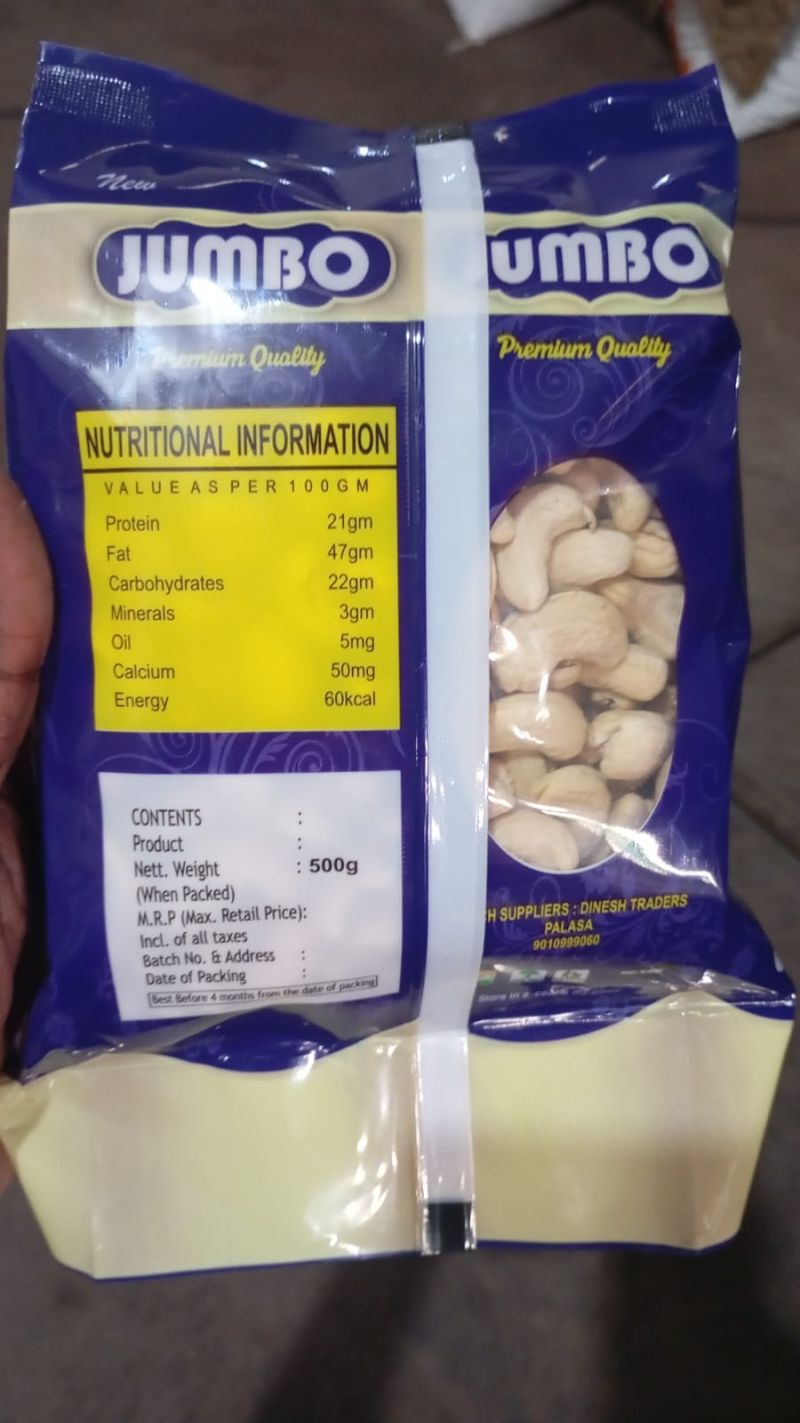 New
JUMBO
Premium Quality
NUTRITIONAL INFORMATION
VALUE AS PER 100GM
Protein 21gm
Fat 47gm
Carbohydrates 22gm
Minerals 3gm
Oil 5mg
Calcium 50mg
Energy 60kcal
CONTENTS :
Product :
Nett. Weight : 500g
(When Packed)
M.R.P (Max. Retail Price):
Incl. of all taxes
Batch No. & Address :
Date of Packing :
Best Before 4 months from the date of packing
UMBO
Premium Quality
H SUPPLIERS : DINESH TRADERS
PALASA
9010999060
Store in a